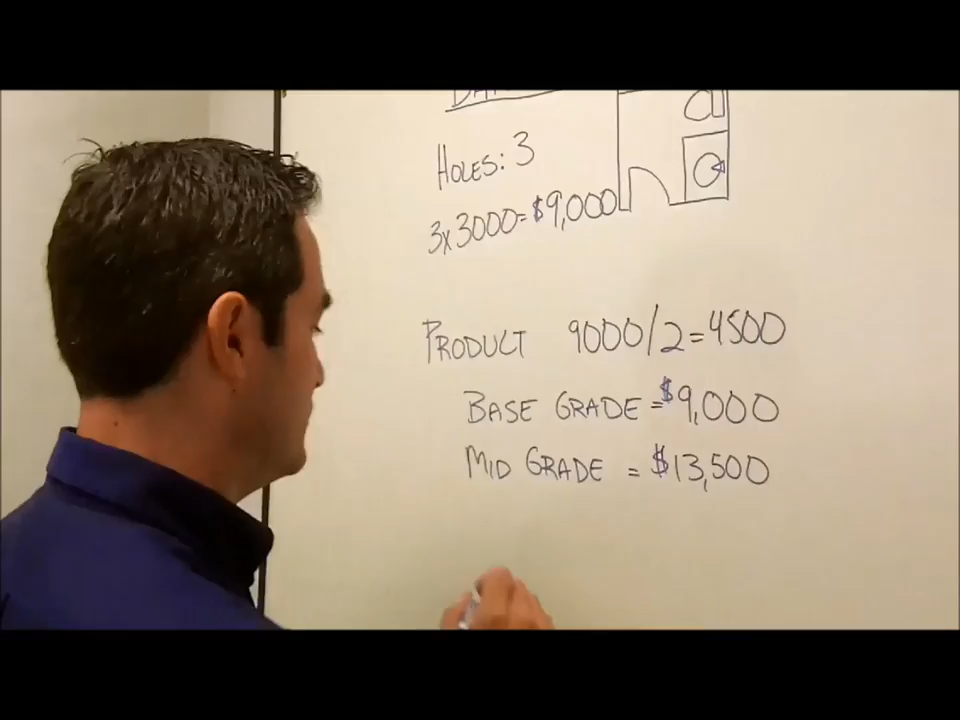 HOLES: 3
3x3000=$9,000
PRODUCT 9000/2=4500
BASE GRADE =$9,000
MID GRADE = $13,500